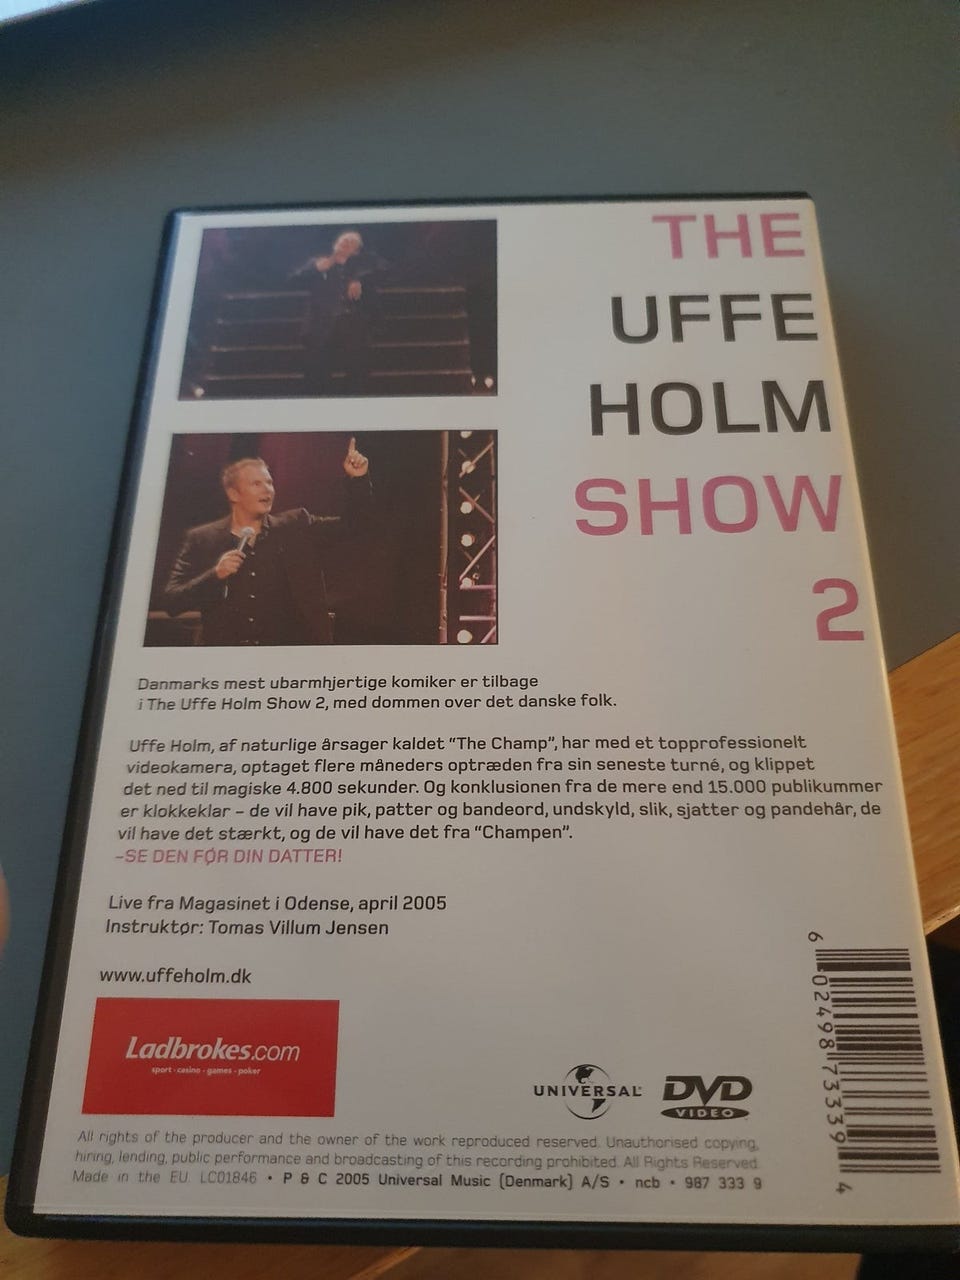 THE
UFFE
HOLM
SHOW
2
Danmarks mest ubarmhjertige komiker er tilbage
i The Uffe Holm Show 2, med dommen over det danske folk.
Uffe Holm, af naturlige årsager kaldet "The Champ", har med et topprofessionelt
videokamera, optaget flere måneders optræden fra sin seneste turné, og klippet
det ned til magiske 4.800 sekunder. Og konklusionen fra de mere end 15.000 publikummer
er klokkeklar – de vil have pik, patter og bandeord, undskyld, slik, sjatter og pandehår, de
vil have det stærkt, og de vil have det fra "Champen".
–SE DEN FØR DIN DATTER!
Live fra Magasinet i Odense, april 2005
Instruktør: Tomas Villum Jensen
www.uffeholm.dk
Ladbrokes.com
sport · casino · games · poker
UNIVERSAL
DVD
VIDEO
6 02498 73339 4
All rights of the producer and the owner of the work reproduced reserved. Unauthorised copying,
hiring, lending, public performance and broadcasting of this recording prohibited. All Rights Reserved.
Made in the EU. LC01846 • P & C 2005 Universal Music (Denmark) A/S • ncb • 987 333 9